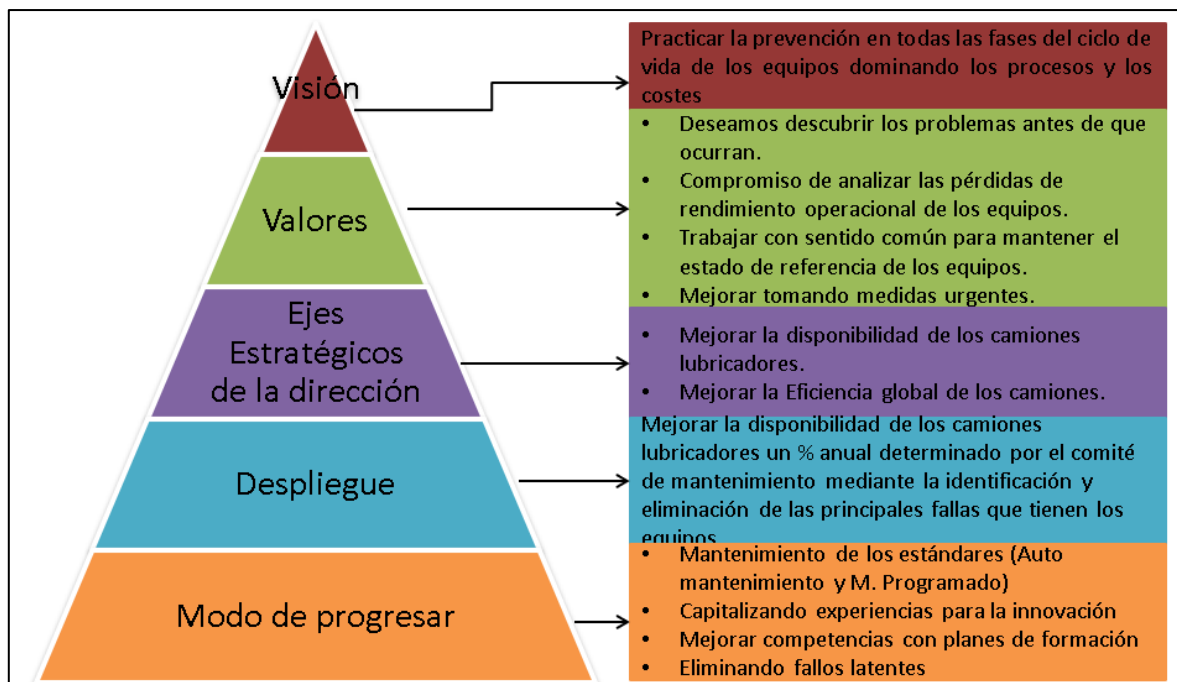 Visión
Practicar la prevención en todas las fases del ciclo de
vida de los equipos dominando los procesos y los
costes
Valores
• Deseamos descubrir los problemas antes de que
ocurran.
• Compromiso de analizar las pérdidas de
rendimiento operacional de los equipos.
• Trabajar con sentido común para mantener el
estado de referencia de los equipos.
• Mejorar tomando medidas urgentes.
Ejes
Estratégicos
de la dirección
• Mejorar la disponibilidad de los camiones
lubricadores.
• Mejorar la Eficiencia global de los camiones.
Despliegue
Mejorar la disponibilidad de los camiones
lubricadores un % anual determinado por el comité
de mantenimiento mediante la identificación y
eliminación de las principales fallas que tienen los
equipos
Modo de progresar
• Mantenimiento de los estándares (Auto
mantenimiento y M. Programado)
• Capitalizando experiencias para la innovación
• Mejorar competencias con planes de formación
• Eliminando fallos latentes